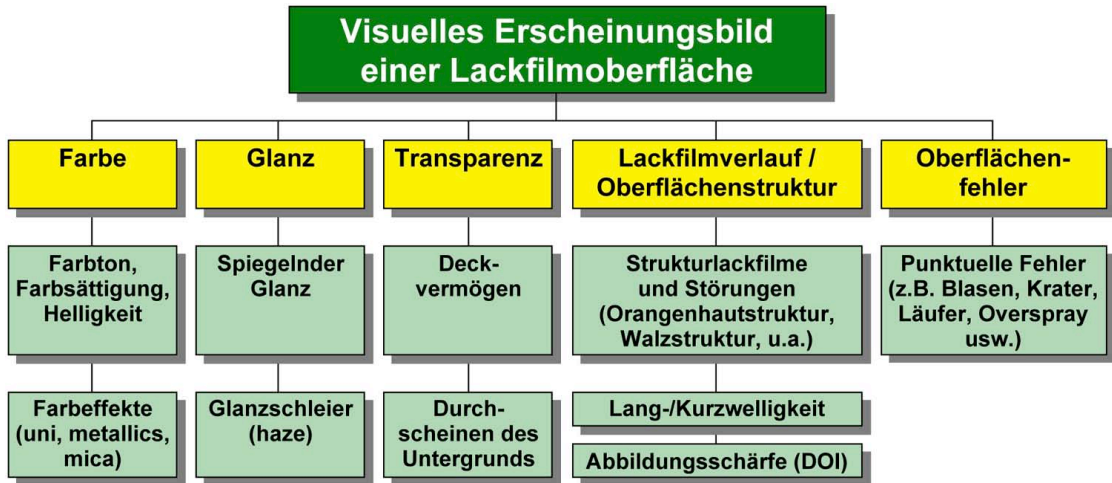 Visuelles Erscheinungsbild
einer Lackfilmoberfläche
Farbe
Glanz
Transparenz
Lackfilmverlauf /
Oberflächenstruktur
Oberflächen-
fehler
Farbton,
Farbsättigung,
Helligkeit
Spiegelnder
Glanz
Deck-
vermögen
Strukturlackfilme
und Störungen
(Orangenhautstruktur,
Walzstruktur, u.a.)
Punktuelle Fehler
(z.B. Blasen, Krater,
Läufer, Overspray
usw.)
Farbeffekte
(uni, metallics,
mica)
Glanzschleier
(haze)
Durch-
scheinen des
Untergrunds
Lang-/Kurzwelligkeit
Abbildungsschärfe (DOI)